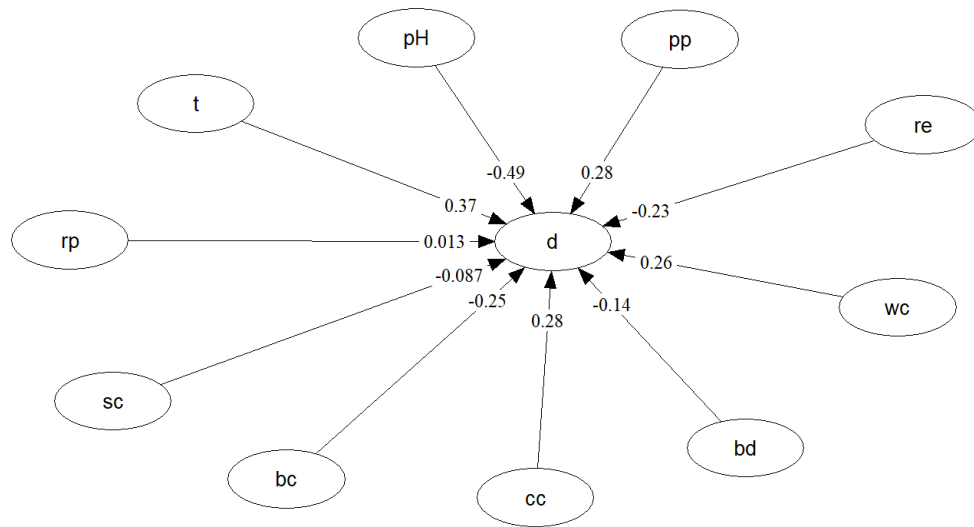 pH
pp
t
re
-0.49
0.28
0.37
-0.23
rp
0.013
d
-0.087
0.26
-0.25
0.28
-0.14
wc
sc
bd
bc
cc